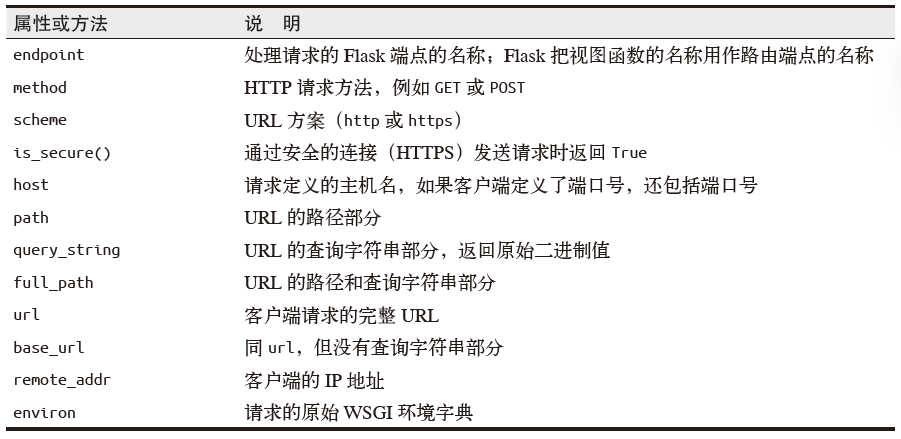 属性或方法 说 明
endpoint 处理请求的 Flask 端点的名称；Flask 把视图函数的名称用作路由端点的名称
method HTTP 请求方法，例如 GET 或 POST
scheme URL 方案（http 或 https）
is_secure() 通过安全的连接（HTTPS）发送请求时返回 True
host 请求定义的主机名，如果客户端定义了端口号，还包括端口号
path URL 的路径部分
query_string URL 的查询字符串部分，返回原始二进制值
full_path URL 的路径和查询字符串部分
url 客户端请求的完整 URL
base_url 同 url，但没有查询字符串部分
remote_addr 客户端的 IP 地址
environ 请求的原始 WSGI 环境字典